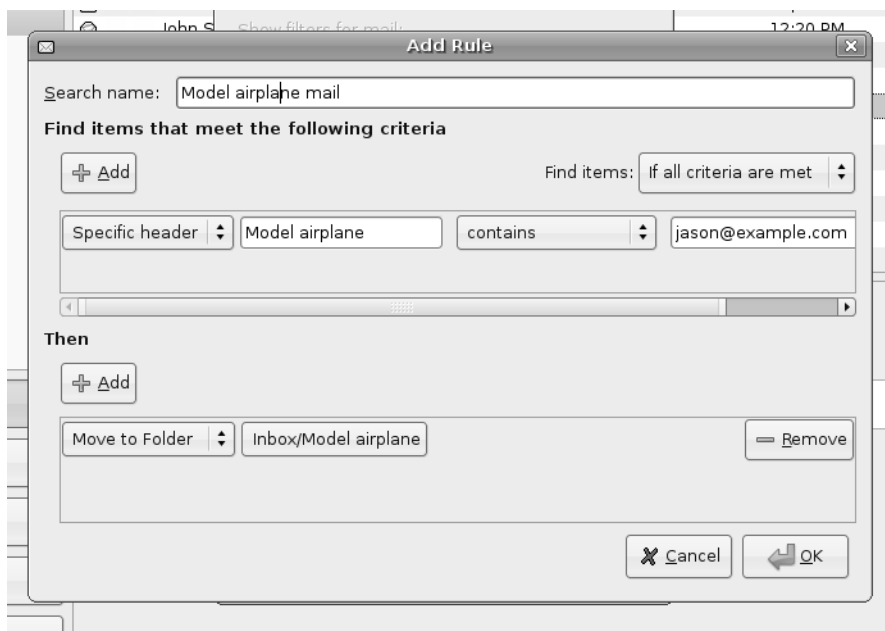 John S
Show filters for mail:
12:20 PM
Add Rule
Search name: Model airplane mail
Find items that meet the following criteria
Add
Find items: If all criteria are met
Specific header Model airplane contains jason@example.com
Then
Add
Move to Folder Inbox/Model airplane Remove
Cancel OK